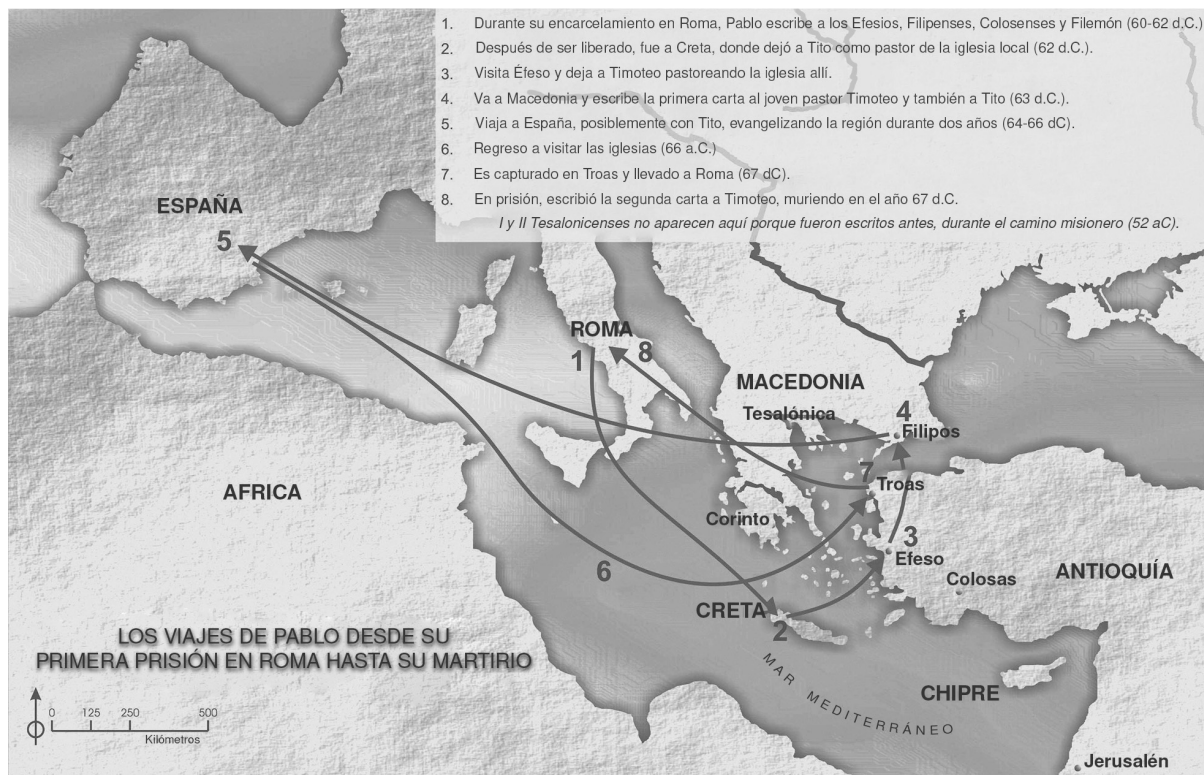 1. Durante su encarcelamiento en Roma, Pablo escribe a los Efesios, Filipenses, Colosenses y Filemón (60-62 d.C.)
2. Después de ser liberado, fue a Creta, donde dejó a Tito como pastor de la iglesia local (62 d.C.).
3. Visita Éfeso y deja a Timoteo pastoreando la iglesia allí.
4. Va a Macedonia y escribe la primera carta al joven pastor Timoteo y también a Tito (63 d.C.).
5. Viaja a España, posiblemente con Tito, evangelizando la región durante dos años (64-66 dC).
6. Regreso a visitar las iglesias (66 a.C.)
7. Es capturado en Troas y llevado a Roma (67 dC).
8. En prisión, escribió la segunda carta a Timoteo, muriendo en el año 67 d.C.
I y II Tesalonicenses no aparecen aquí porque fueron escritos antes, durante el camino misionero (52 aC).
ESPAÑA
5
ROMA
1
8
MACEDONIA
Tesalónica
4
Filipos
7
Troas
AFRICA
Corinto
3
Efeso
6
Colosas
ANTIOQUÍA
CRETA
2
LOS VIAJES DE PABLO DESDE SU
PRIMERA PRISIÓN EN ROMA HASTA SU MARTIRIO
MAR MEDITERRÁNEO
CHIPRE
0 125 250 500
Kilómetros
Jerusalén